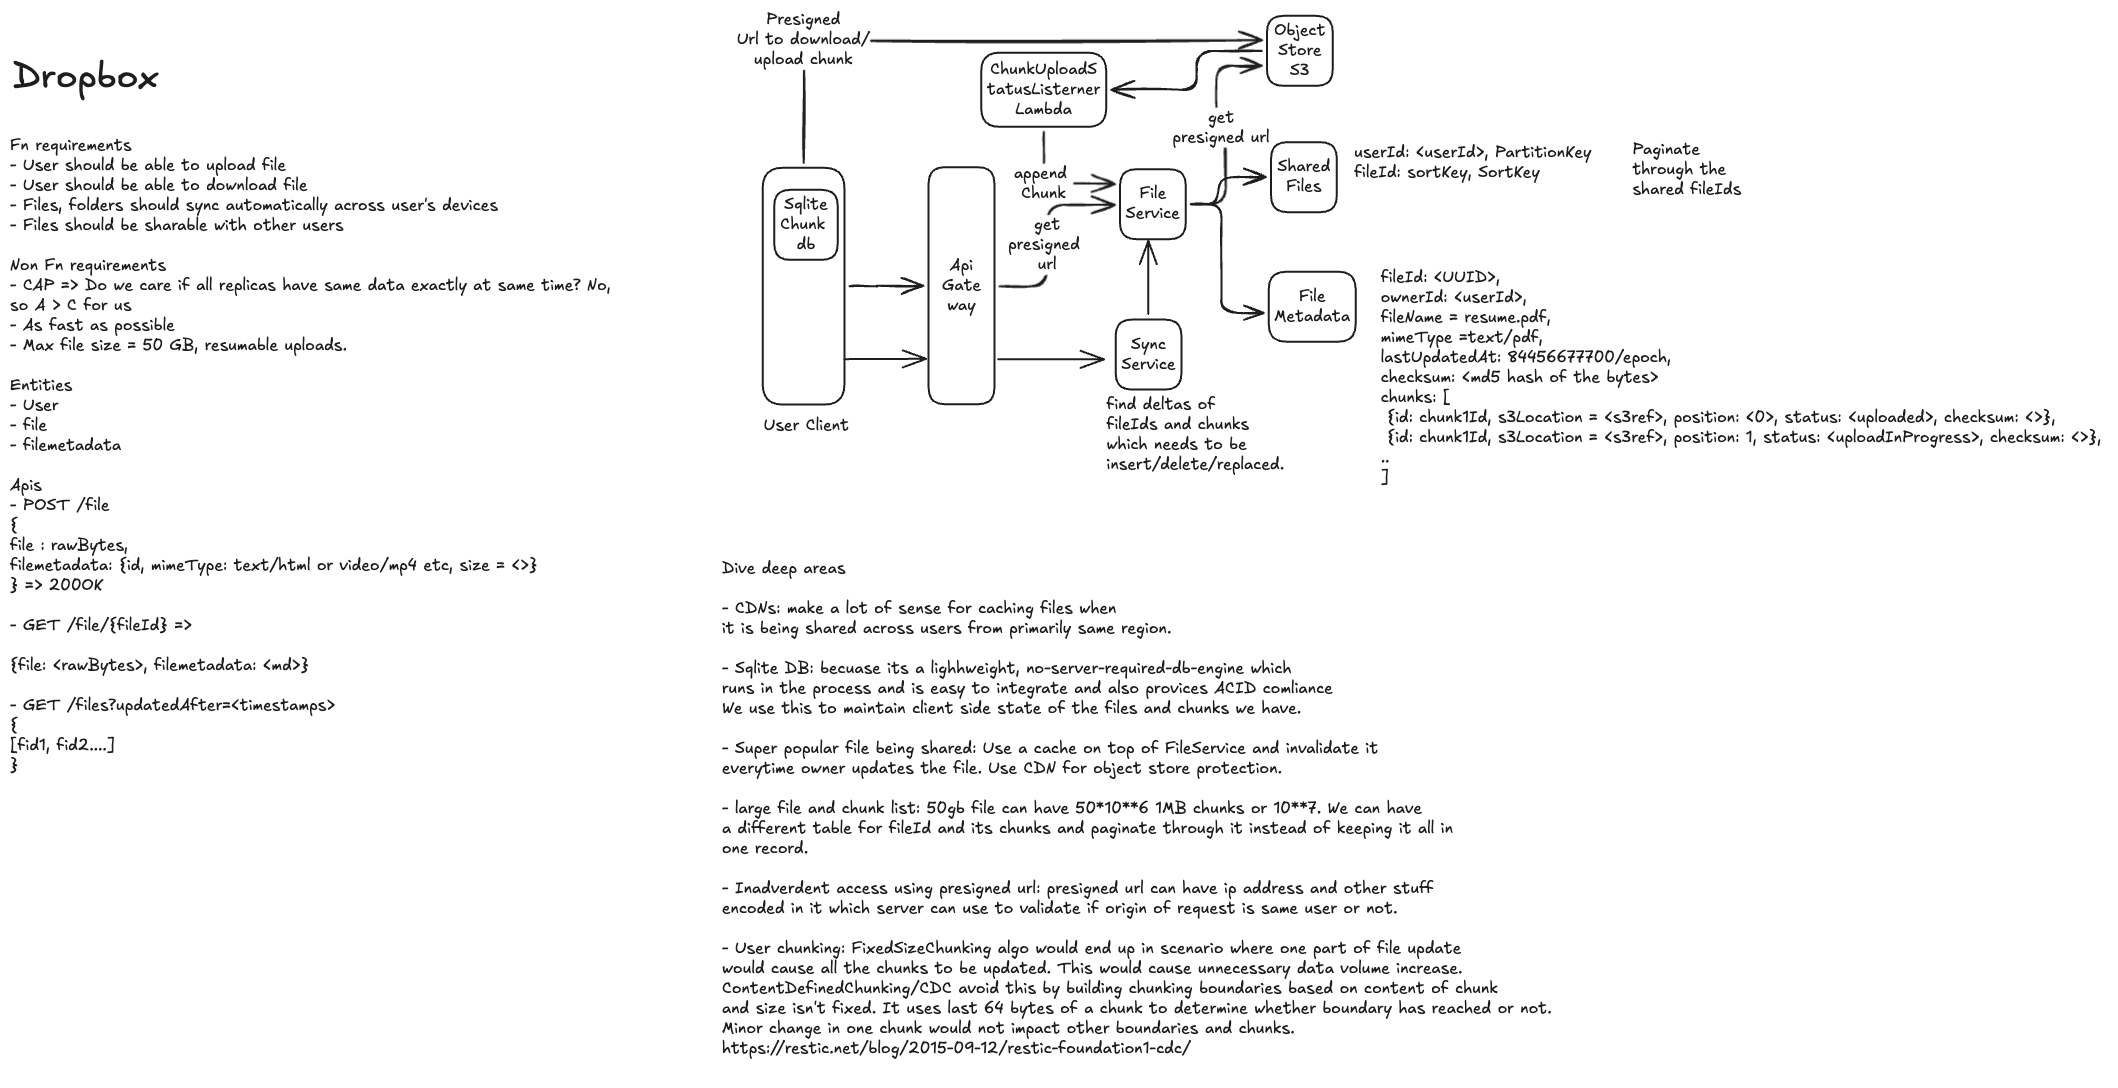 Dropbox
Fn requirements
- User should be able to upload file
- User should be able to download file
- Files, folders should sync automatically across user's devices
- Files should be sharable with other users
Non Fn requirements
- CAP => Do we care if all replicas have same data exactly at same time? No,
so A > C for us
- As fast as possible
- Max file size = 50 GB, resumable uploads.
Entities
- User
- file
- filemetadata
Apis
- POST /file
{
file : rawBytes,
filemetadata: {id, mimeType: text/html or video/mp4 etc, size = <>}
} => 200OK
- GET /file/{fileId} =>
{file: <rawBytes>, filemetadata: <md>}
- GET /files?updatedAfter=<timestamps>
{
[fid1, fid2....]
}
Presigned
Url to download/
upload chunk
Object
Store
S3
ChunkUploadS
tatusListerner
Lambda
get
presigned url
append
Chunk
get
presigned
url
Sqlite
Chunk
db
User Client
Api
Gate
way
File
Service
Sync
Service
find deltas of
fileIds and chunks
which needs to be
insert/delete/replaced.
Shared
Files
userId: <userId>, PartitionKey
fileId: sortKey, SortKey
Paginate
through the
shared fileIds
File
Metadata
fileId: <UUID>,
ownerId: <userId>,
fileName = resume.pdf,
mimeType =text/pdf,
lastUpdatedAt: 84456677700/epoch,
checksum: <md5 hash of the bytes>
chunks: [
{id: chunk1Id, s3Location = <s3ref>, position: <0>, status: <uploaded>, checksum: <>},
{id: chunk1Id, s3Location = <s3ref>, position: 1, status: <uploadInProgress>, checksum: <>},
..
]
Dive deep areas
- CDNs: make a lot of sense for caching files when
it is being shared across users from primarily same region.
- Sqlite DB: becuase its a lighhweight, no-server-required-db-engine which
runs in the process and is easy to integrate and also provices ACID comliance
We use this to maintain client side state of the files and chunks we have.
- Super popular file being shared: Use a cache on top of FileService and invalidate it
everytime owner updates the file. Use CDN for object store protection.
- large file and chunk list: 50gb file can have 50*10**6 1MB chunks or 10**7. We can have
a different table for fileId and its chunks and paginate through it instead of keeping it all in
one record.
- Inadverdent access using presigned url: presigned url can have ip address and other stuff
encoded in it which server can use to validate if origin of request is same user or not.
- User chunking: FixedSizeChunking algo would end up in scenario where one part of file update
would cause all the chunks to be updated. This would cause unnecessary data volume increase.
ContentDefinedChunking/CDC avoid this by building chunking boundaries based on content of chunk
and size isn't fixed. It uses last 64 bytes of a chunk to determine whether boundary has reached or not.
Minor change in one chunk would not impact other boundaries and chunks.
https://restic.net/blog/2015-09-12/restic-foundation1-cdc/